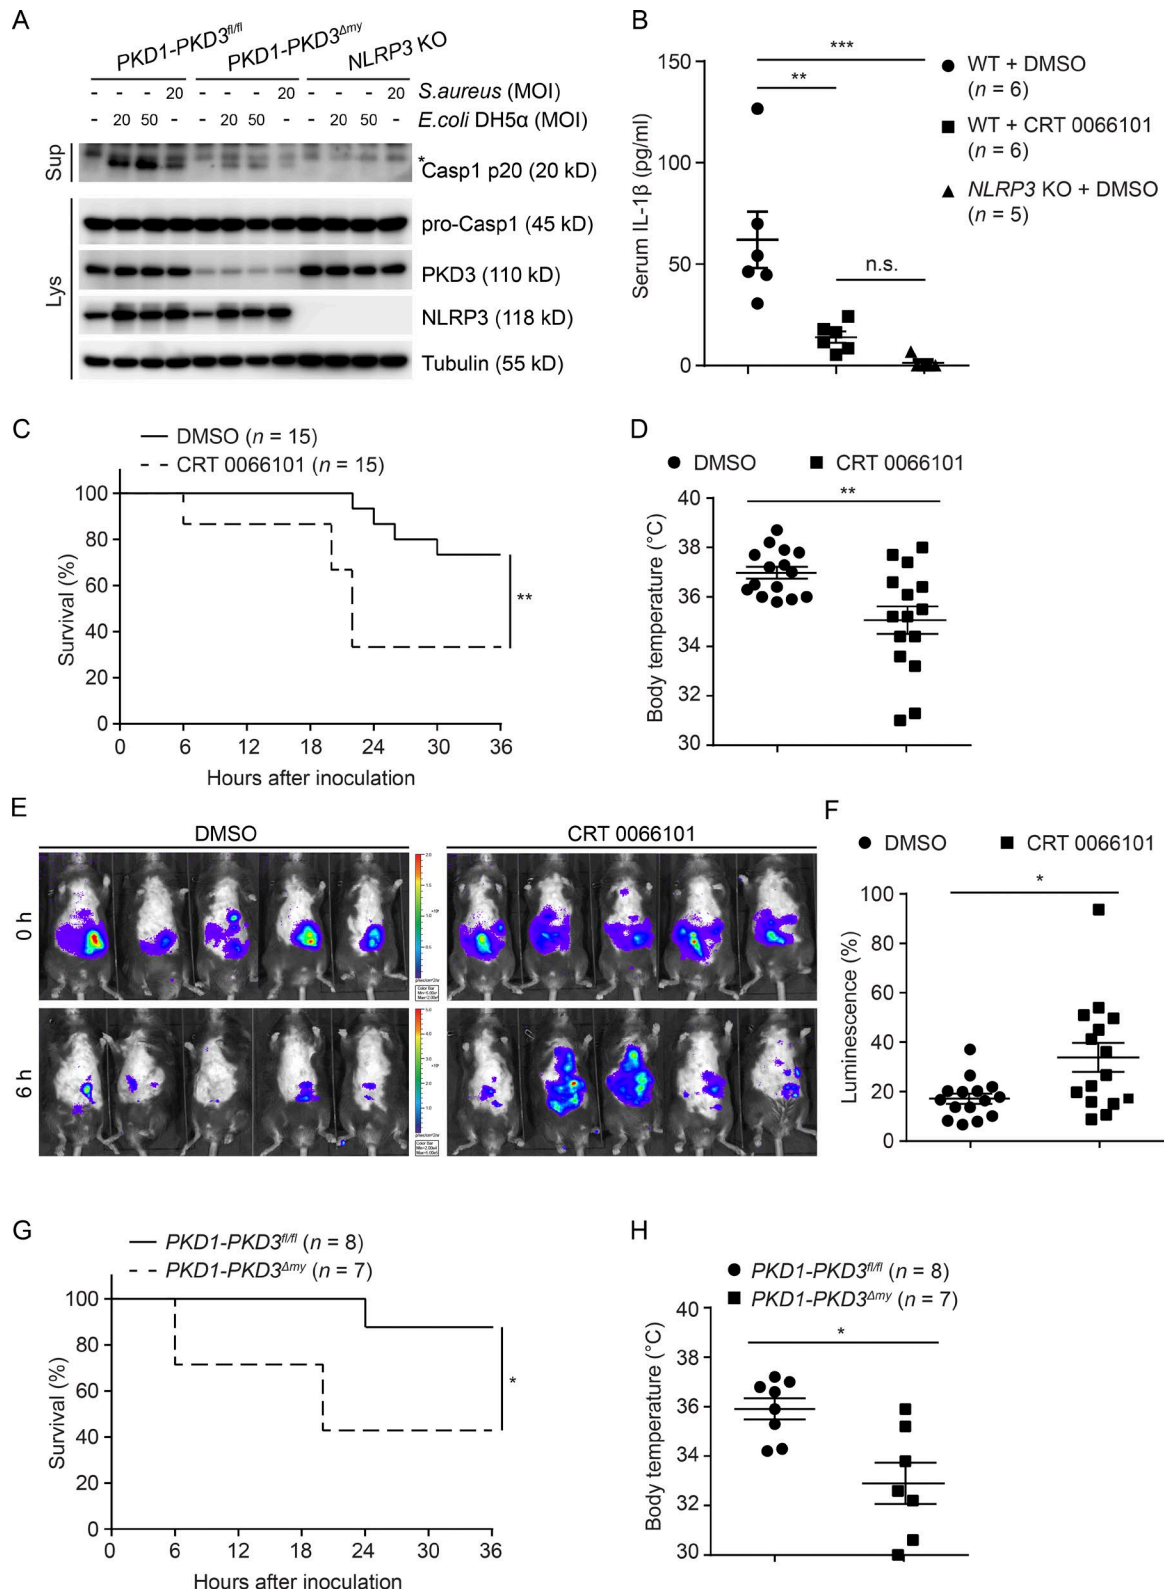 A
PKD1-PKD3fl/fl PKD1-PKD3Δmy NLRP3 KO
- - - 20 - - - 20 - - - 20 S.aureus (MOI)
- 20 50 - - 20 50 - - 20 50 - E.coli DH5α (MOI)
Sup
*
Casp1 p20 (20 kD)
Lys
pro-Casp1 (45 kD)
PKD3 (110 kD)
NLRP3 (118 kD)
Tubulin (55 kD)
B
Serum IL-1β (pg/ml)
150
100
50
0
***
**
n.s.
WT + DMSO
(n = 6)
WT + CRT 0066101
(n = 6)
NLRP3 KO + DMSO
(n = 5)
C
DMSO (n = 15)
CRT 0066101 (n = 15)
Survival (%)
100
80
60
40
20
0
**
0 6 12 18 24 30 36
Hours after inoculation
D
DMSO CRT 0066101
Body temperature (°C)
40
38
36
34
32
30
**
E
DMSO CRT 0066101
0 h
6 h
F
DMSO CRT 0066101
Luminescence (%)
100
80
60
40
20
0
*
G
PKD1-PKD3fl/fl (n = 8)
PKD1-PKD3Δmy (n = 7)
Survival (%)
100
80
60
40
20
0
*
0 6 12 18 24 30 36
Hours after inoculation
H
PKD1-PKD3fl/fl (n = 8)
PKD1-PKD3Δmy (n = 7)
Body temperature (°C)
40
38
36
34
32
30
*